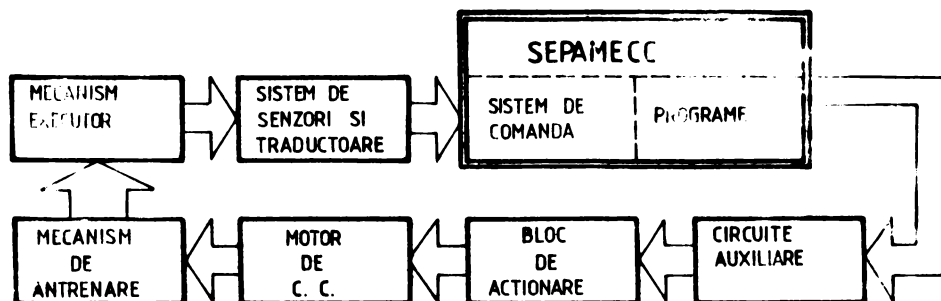 SEPAMECC
MECANISM
EXECUTOR
SISTEM DE
SENZORI SI
TRADUCTOARE
SISTEM DE
COMANDA
PROGRAME
MECANISM
DE
ANTRENARE
MOTOR
DE
C. C.
BLOC
DE
ACTIONARE
CIRCUITE
AUXILIARE